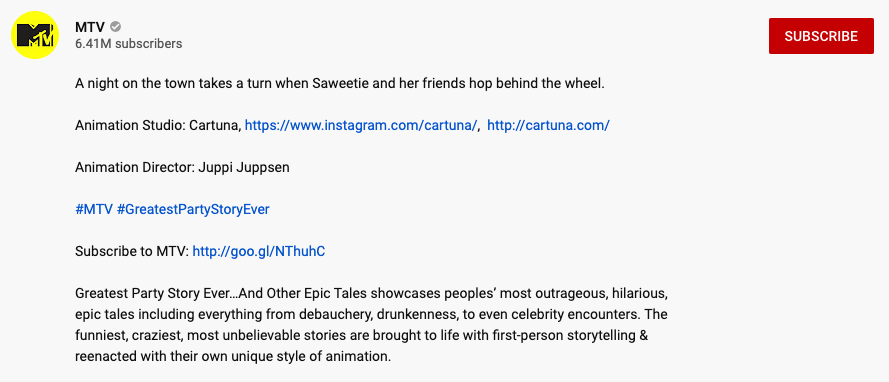 MTV
MTV
6.41M subscribers
SUBSCRIBE
A night on the town takes a turn when Saweetie and her friends hop behind the wheel.
Animation Studio: Cartuna, https://www.instagram.com/cartuna/,  http://cartuna.com/
Animation Director: Juppi Juppsen
#MTV #GreatestPartyStoryEver
Subscribe to MTV: http://goo.gl/NThuhC
Greatest Party Story Ever…And Other Epic Tales showcases peoples’ most outrageous, hilarious,
epic tales including everything from debauchery, drunkenness, to even celebrity encounters. The
funniest, craziest, most unbelievable stories are brought to life with first-person storytelling &
reenacted with their own unique style of animation.